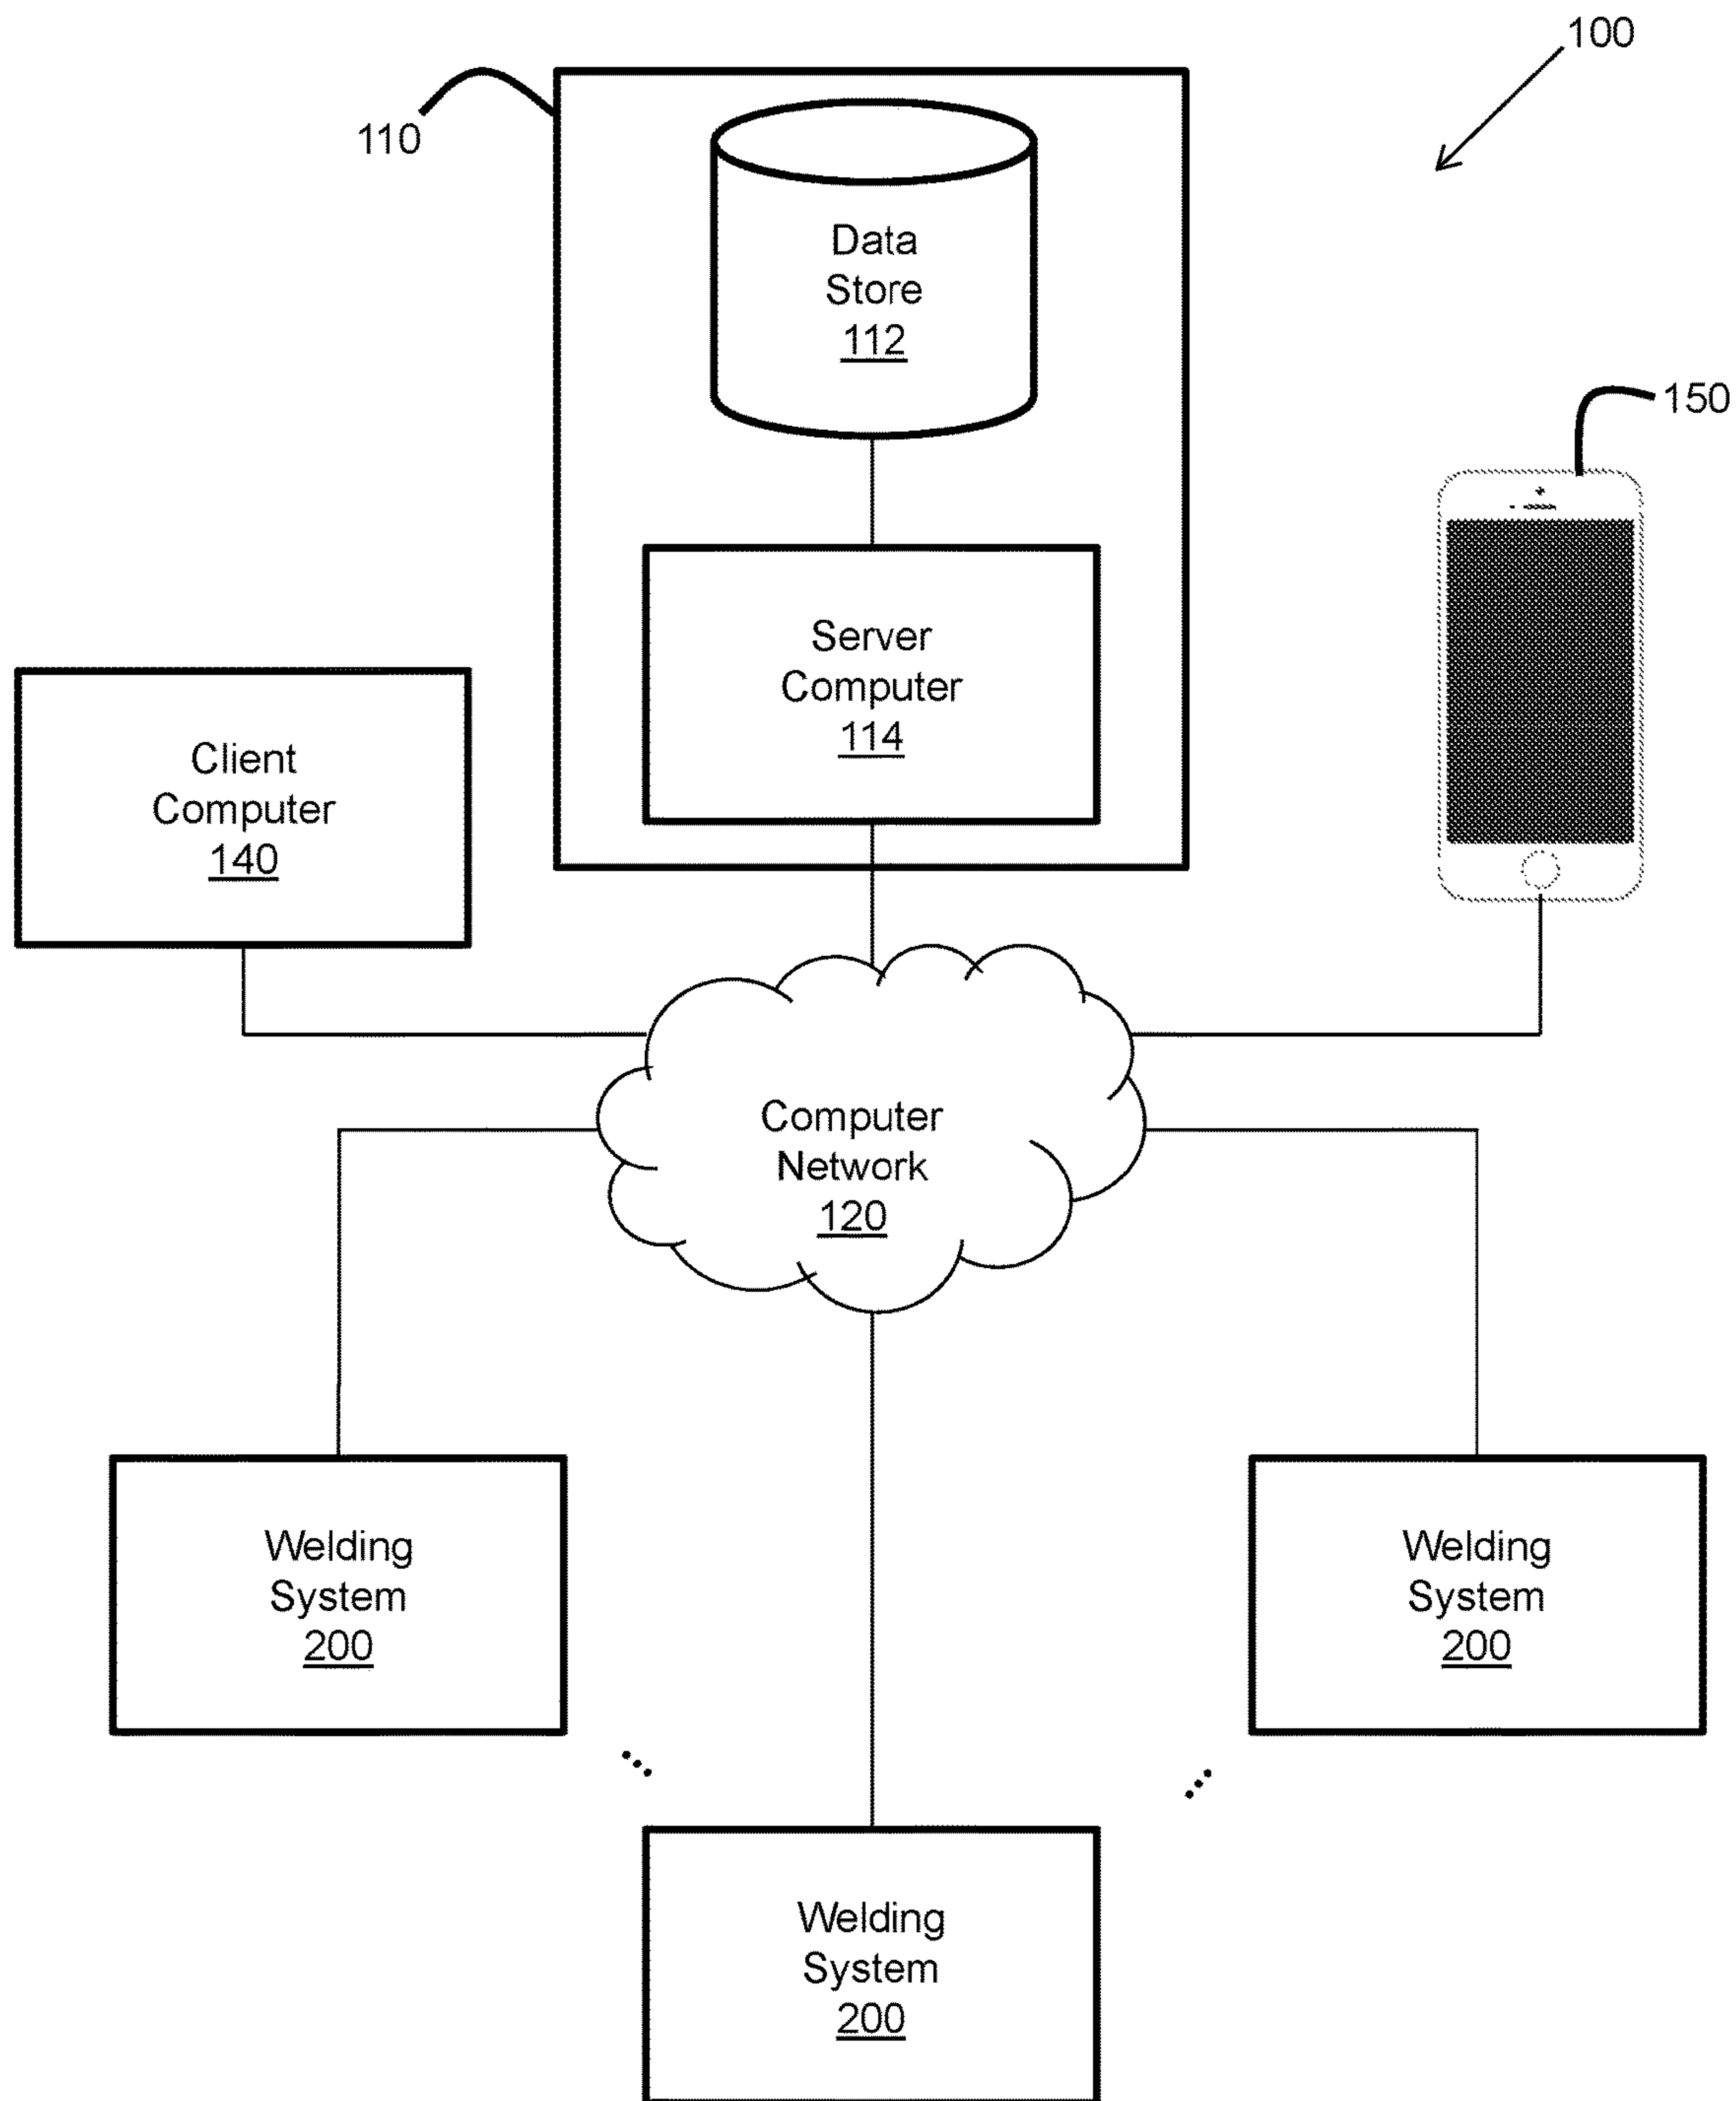 100
110
Data
Store
112
150
Server
Computer
114
Client
Computer
140
Computer
Network
120
Welding
System
200
Welding
System
200
Welding
System
200